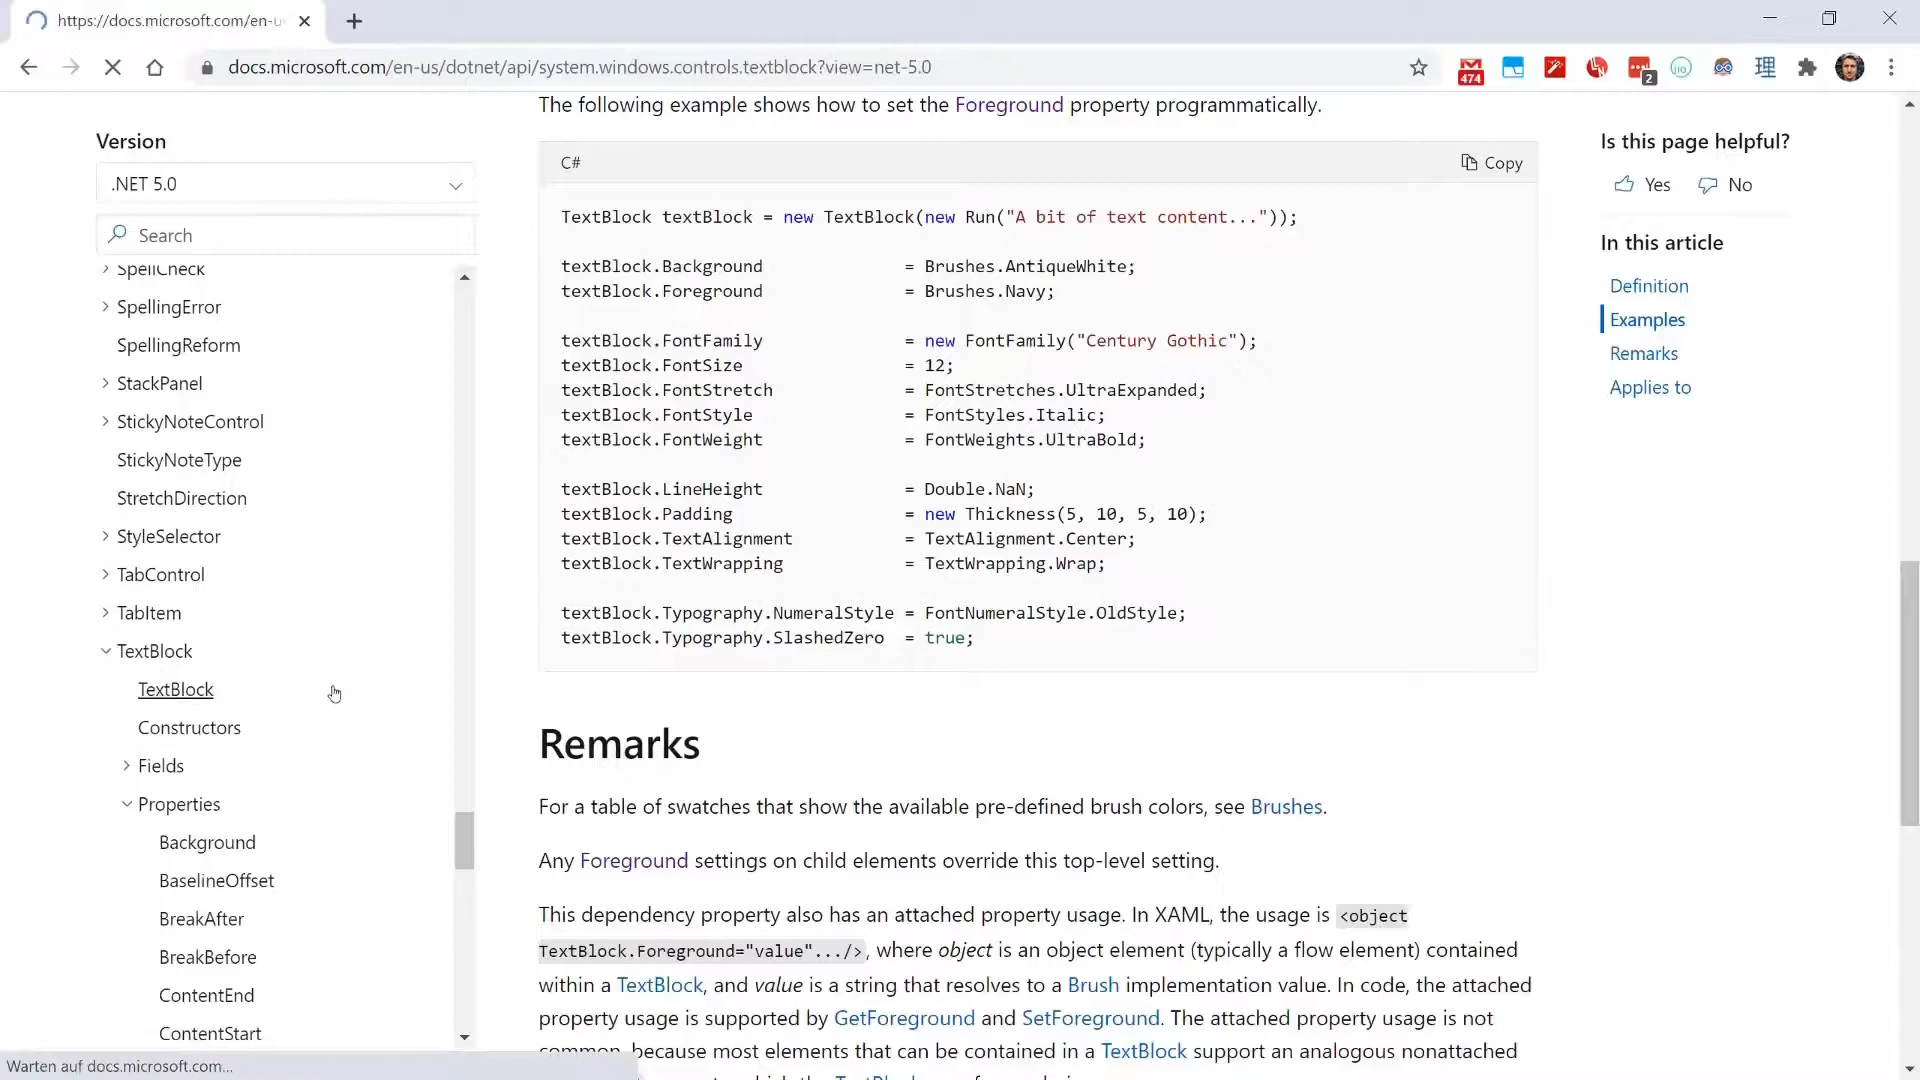 https://docs.microsoft.com/en-u
docs.microsoft.com/en-us/dotnet/api/system.windows.controls.textblock?view=net-5.0
474
2
理
Version
.NET 5.0
Search
SpellCheck
SpellingError
SpellingReform
StackPanel
StickyNoteControl
StickyNoteType
StretchDirection
StyleSelector
TabControl
TabItem
TextBlock
TextBlock
Constructors
Fields
Properties
Background
BaselineOffset
BreakAfter
BreakBefore
ContentEnd
ContentStart
The following example shows how to set the Foreground property programmatically.
C#
Copy
TextBlock textBlock = new TextBlock(new Run("A bit of text content..."));
textBlock.Background = Brushes.AntiqueWhite;
textBlock.Foreground = Brushes.Navy;
textBlock.FontFamily = new FontFamily("Century Gothic");
textBlock.FontSize = 12;
textBlock.FontStretch = FontStretches.UltraExpanded;
textBlock.FontStyle = FontStyles.Italic;
textBlock.FontWeight = FontWeights.UltraBold;
textBlock.LineHeight = Double.NaN;
textBlock.Padding = new Thickness(5, 10, 5, 10);
textBlock.TextAlignment = TextAlignment.Center;
textBlock.TextWrapping = TextWrapping.Wrap;
textBlock.Typography.NumeralStyle = FontNumeralStyle.OldStyle;
textBlock.Typography.SlashedZero = true;
Remarks
For a table of swatches that show the available pre-defined brush colors, see Brushes.
Any Foreground settings on child elements override this top-level setting.
This dependency property also has an attached property usage. In XAML, the usage is <object
TextBlock.Foreground="value".../>, where object is an object element (typically a flow element) contained
within a TextBlock, and value is a string that resolves to a Brush implementation value. In code, the attached
property usage is supported by GetForeground and SetForeground. The attached property usage is not
common, because most elements that can be contained in a TextBlock support an analogous nonattached
Is this page helpful?
Yes
No
In this article
Definition
Examples
Remarks
Applies to
Warten auf docs.microsoft.com...